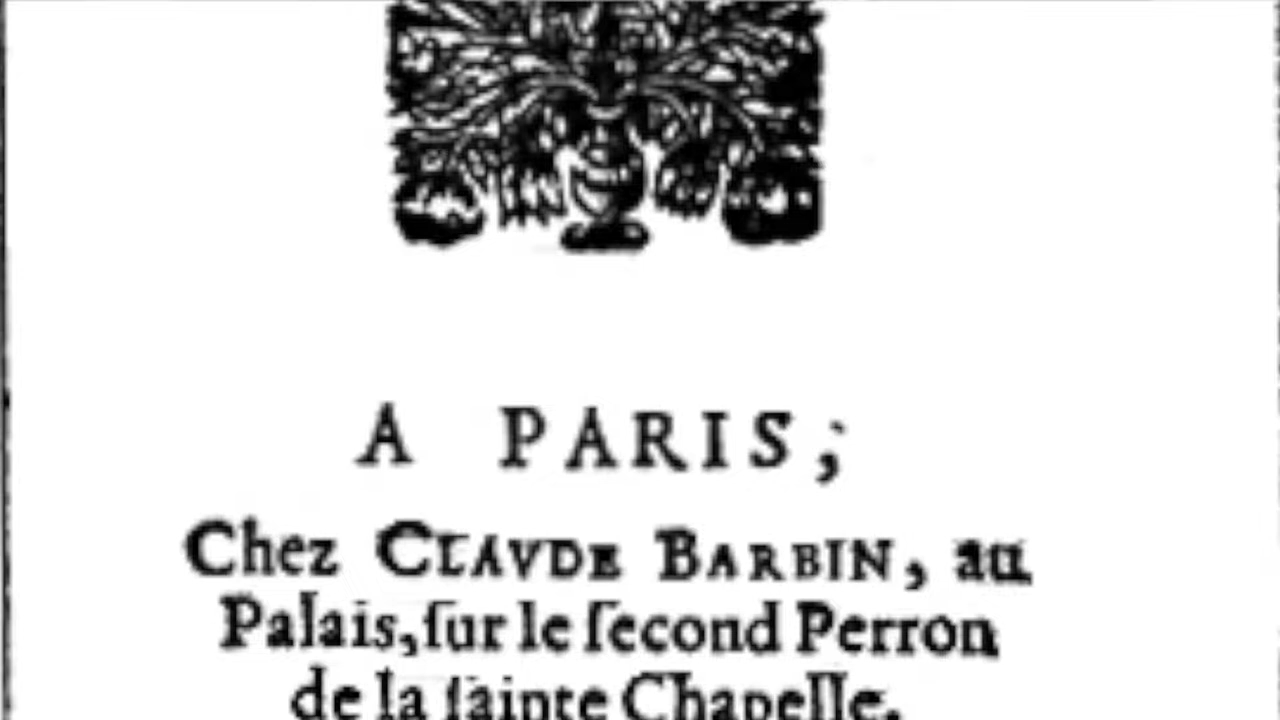 A PARIS;
Chez CLAVDE BARBIN, au
Palais, ſur le ſecond Perron
de la ſainte Chapelle.